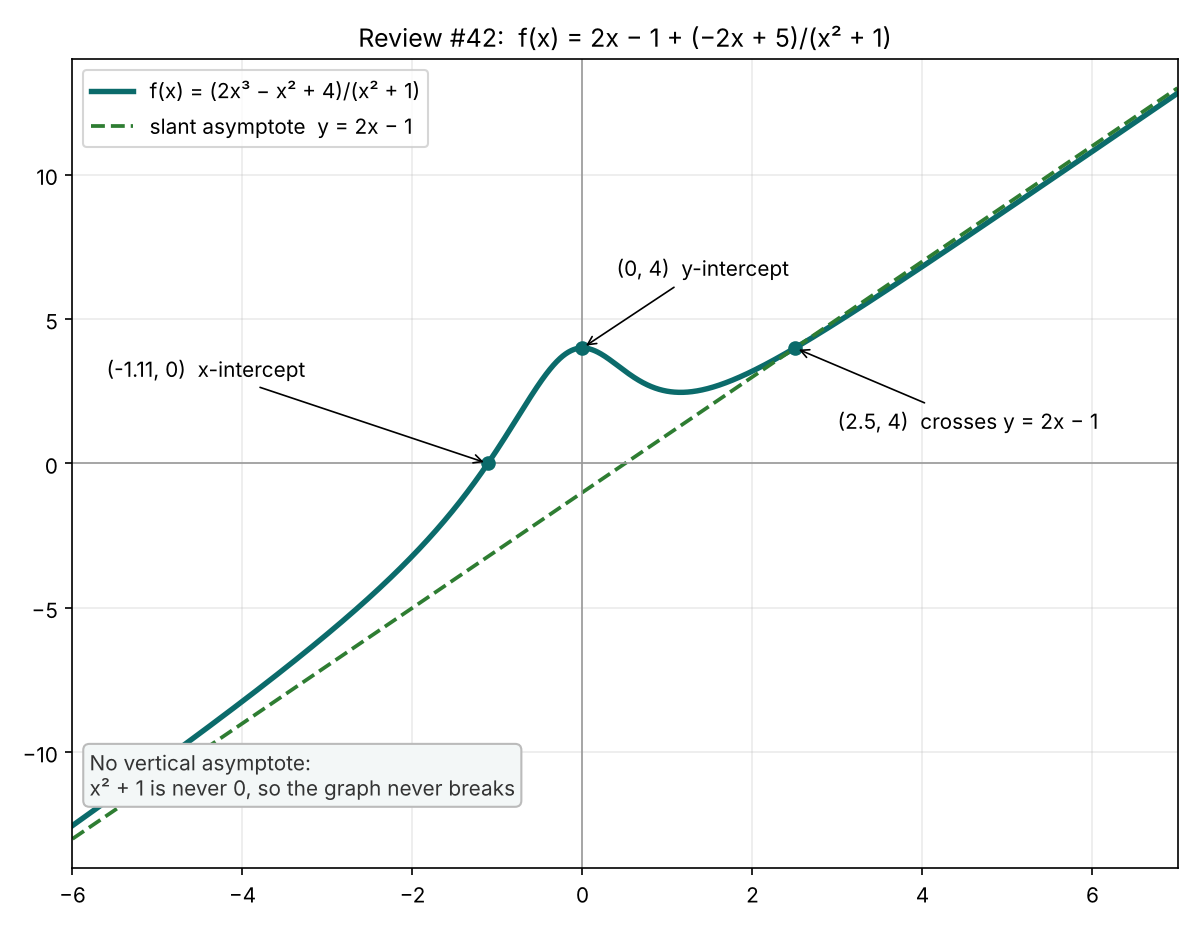 Review #42:  f(x) = 2x − 1 + (−2x + 5)/(x² + 1)
f(x) = (2x³ − x² + 4)/(x² + 1)
slant asymptote  y = 2x − 1
10
5
0
−5
−10
(0, 4)  y-intercept
(-1.11, 0)  x-intercept
(2.5, 4)  crosses y = 2x − 1
No vertical asymptote:
x² + 1 is never 0, so the graph never breaks
−6
−4
−2
0
2
4
6